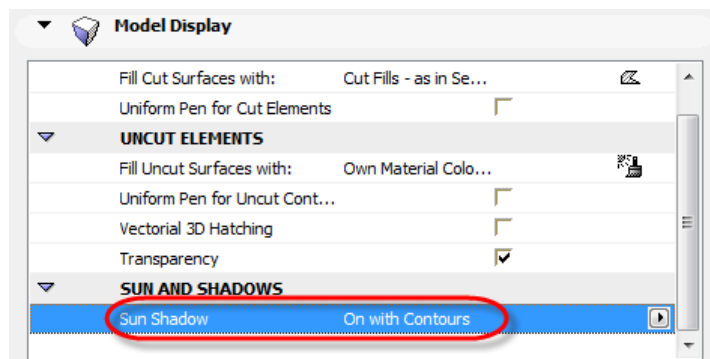 Model Display
Fill Cut Surfaces with: Cut Fills - as in Se...
Uniform Pen for Cut Elements
UNCUT ELEMENTS
Fill Uncut Surfaces with: Own Material Colo...
Uniform Pen for Uncut Cont...
Vectorial 3D Hatching
Transparency
SUN AND SHADOWS
Sun Shadow On with Contours